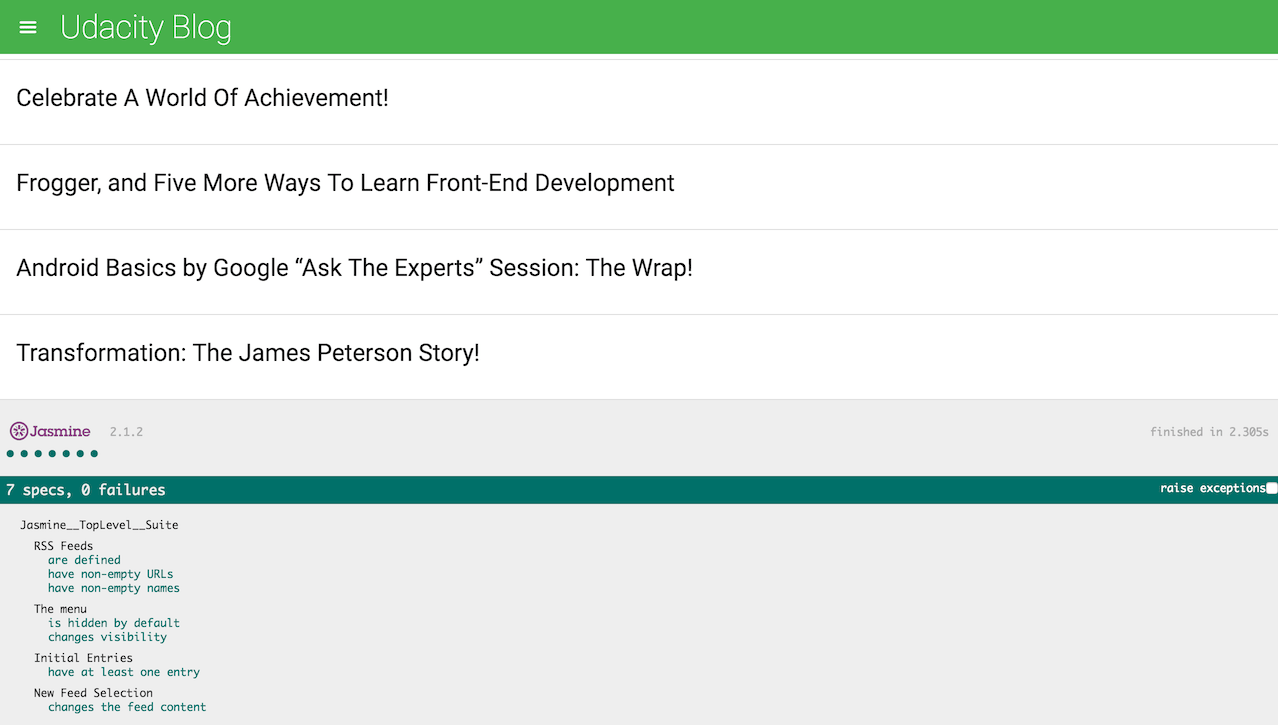 Udacity Blog
Celebrate A World Of Achievement!
Frogger, and Five More Ways To Learn Front-End Development
Android Basics by Google “Ask The Experts” Session: The Wrap!
Transformation: The James Peterson Story!
Jasmine 2.1.2 finished in 2.305s
7 specs, 0 failures raise exceptions
Jasmine__TopLevel__Suite
RSS Feeds
are defined
have non-empty URLs
have non-empty names
The menu
is hidden by default
changes visibility
Initial Entries
have at least one entry
New Feed Selection
changes the feed content